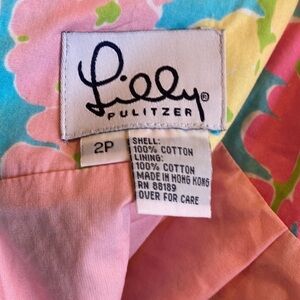 Lilly®
PULITZER
2P
SHELL:
100% COTTON
LINING:
100% COTTON
MADE IN HONG KONG
RN 88189
OVER FOR CARE